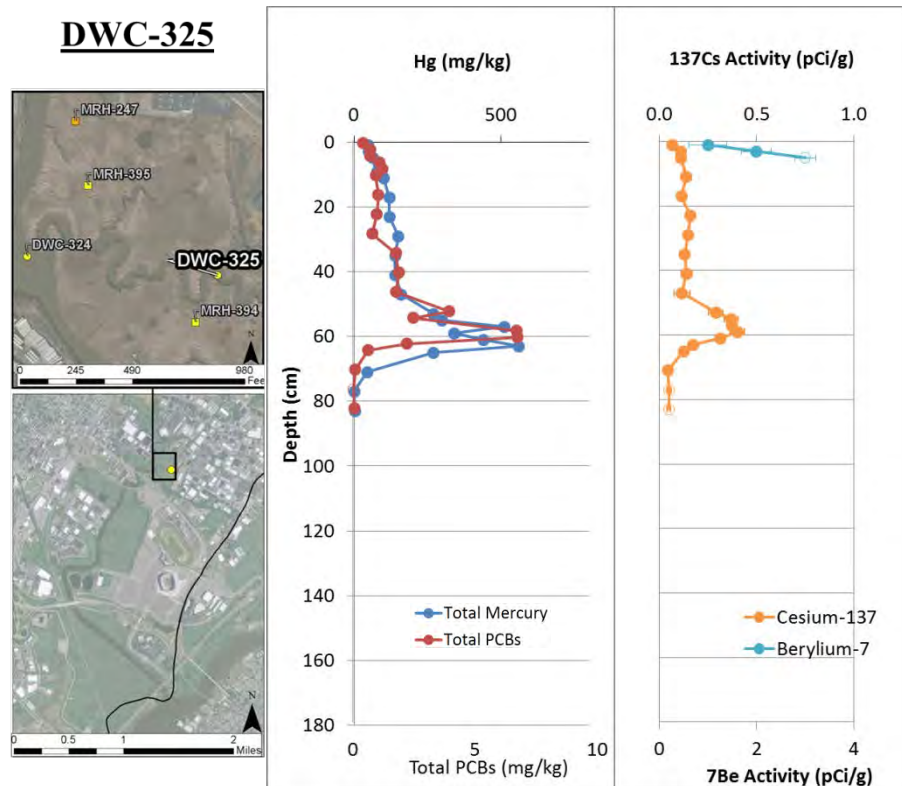 DWC-325
MRH-247
MRH-395
DWC-324
DWC-325
MRH-394
N
0 245 490 980
Fee
N
0 0.5 1 2
Miles
Hg (mg/kg)
0 500
0
20
40
60
80
100
120
140
160
180
Depth (cm)
Total Mercury
Total PCBs
0 5 10
Total PCBs (mg/kg)
137Cs Activity (pCi/g)
0.0 0.5 1.0
Cesium-137
Berylium-7
0 2 4
7Be Activity (pCi/g)